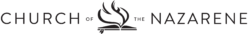 CHURCH OF THE NAZARENE